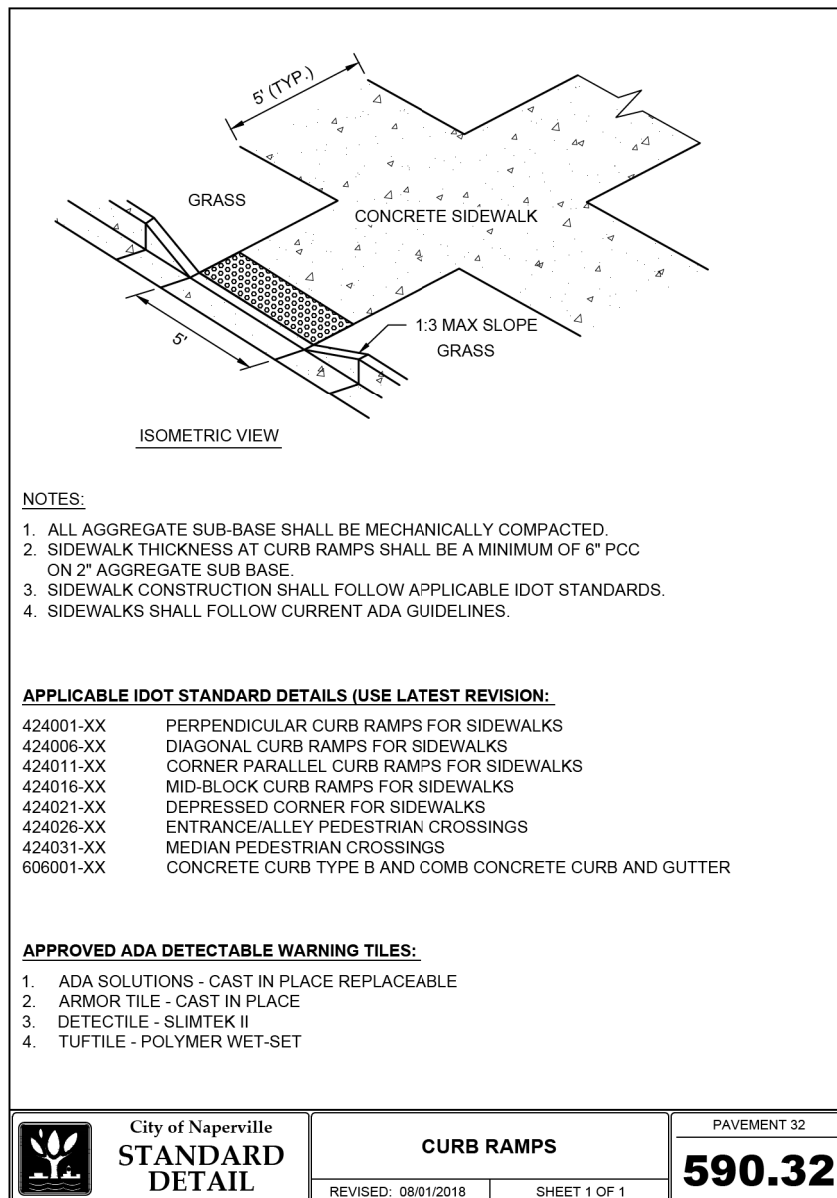 5' (TYP.)
GRASS
CONCRETE SIDEWALK
5'
1:3 MAX SLOPE
GRASS
ISOMETRIC VIEW
NOTES:
1. ALL AGGREGATE SUB-BASE SHALL BE MECHANICALLY COMPACTED.
2. SIDEWALK THICKNESS AT CURB RAMPS SHALL BE A MINIMUM OF 6" PCC
ON 2" AGGREGATE SUB BASE.
3. SIDEWALK CONSTRUCTION SHALL FOLLOW APPLICABLE IDOT STANDARDS.
4. SIDEWALKS SHALL FOLLOW CURRENT ADA GUIDELINES.
APPLICABLE IDOT STANDARD DETAILS (USE LATEST REVISION:
424001-XX PERPENDICULAR CURB RAMPS FOR SIDEWALKS
424006-XX DIAGONAL CURB RAMPS FOR SIDEWALKS
424011-XX CORNER PARALLEL CURB RAMPS FOR SIDEWALKS
424016-XX MID-BLOCK CURB RAMPS FOR SIDEWALKS
424021-XX DEPRESSED CORNER FOR SIDEWALKS
424026-XX ENTRANCE/ALLEY PEDESTRIAN CROSSINGS
424031-XX MEDIAN PEDESTRIAN CROSSINGS
606001-XX CONCRETE CURB TYPE B AND COMB CONCRETE CURB AND GUTTER
APPROVED ADA DETECTABLE WARNING TILES:
1. ADA SOLUTIONS - CAST IN PLACE REPLACEABLE
2. ARMOR TILE - CAST IN PLACE
3. DETECTILE - SLIMTEK II
4. TUFTILE - POLYMER WET-SET
City of Naperville
STANDARD
DETAIL
CURB RAMPS
REVISED: 08/01/2018
SHEET 1 OF 1
PAVEMENT 32
590.32